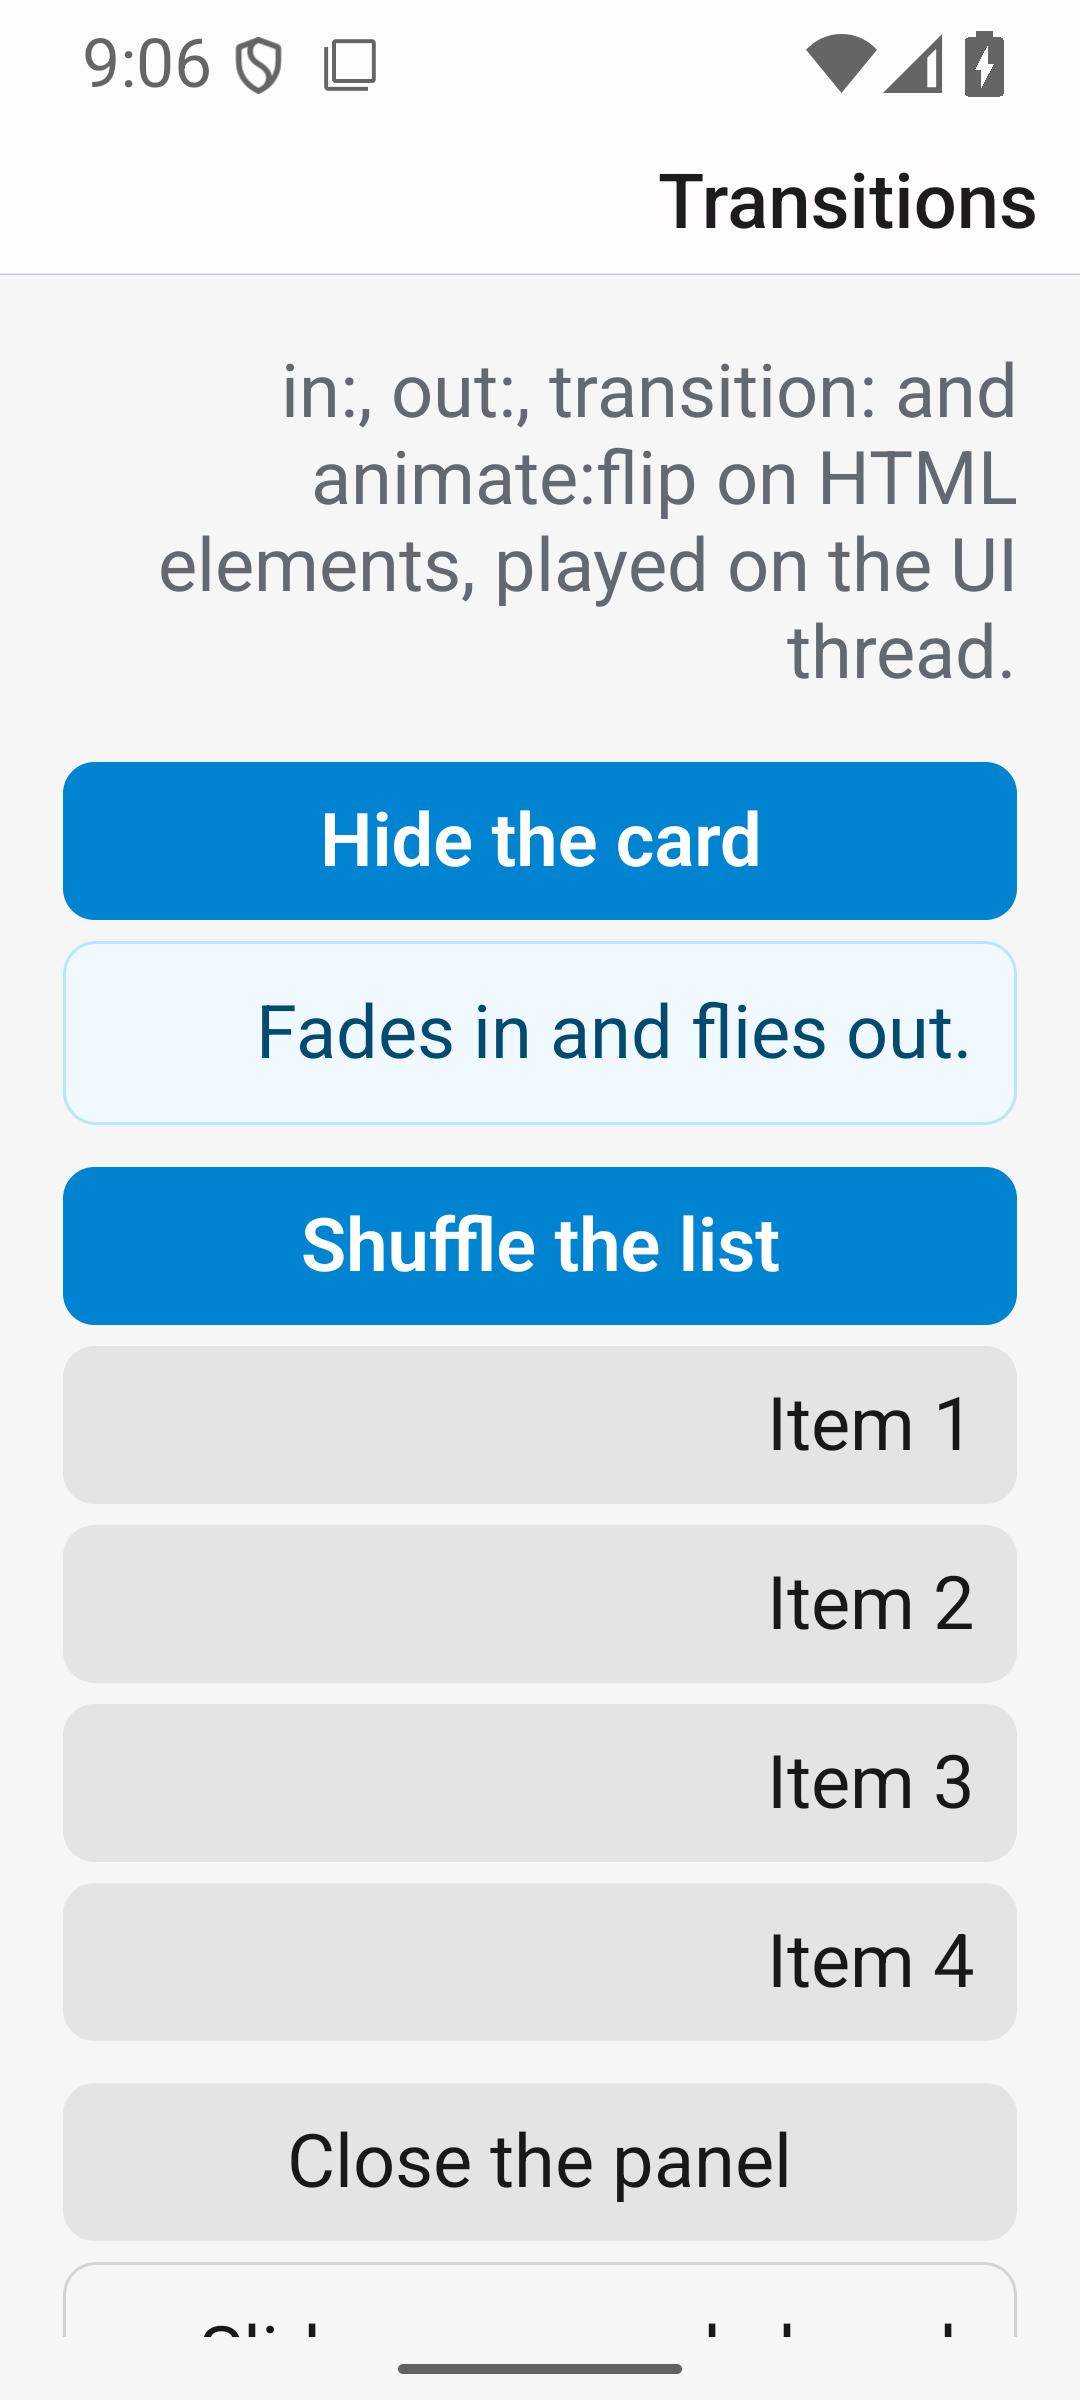 9:06
Transitions
in:, out:, transition: and
animate:flip on HTML
elements, played on the UI
thread.
Hide the card
Fades in and flies out.
Shuffle the list
Item 1
Item 2
Item 3
Item 4
Close the panel